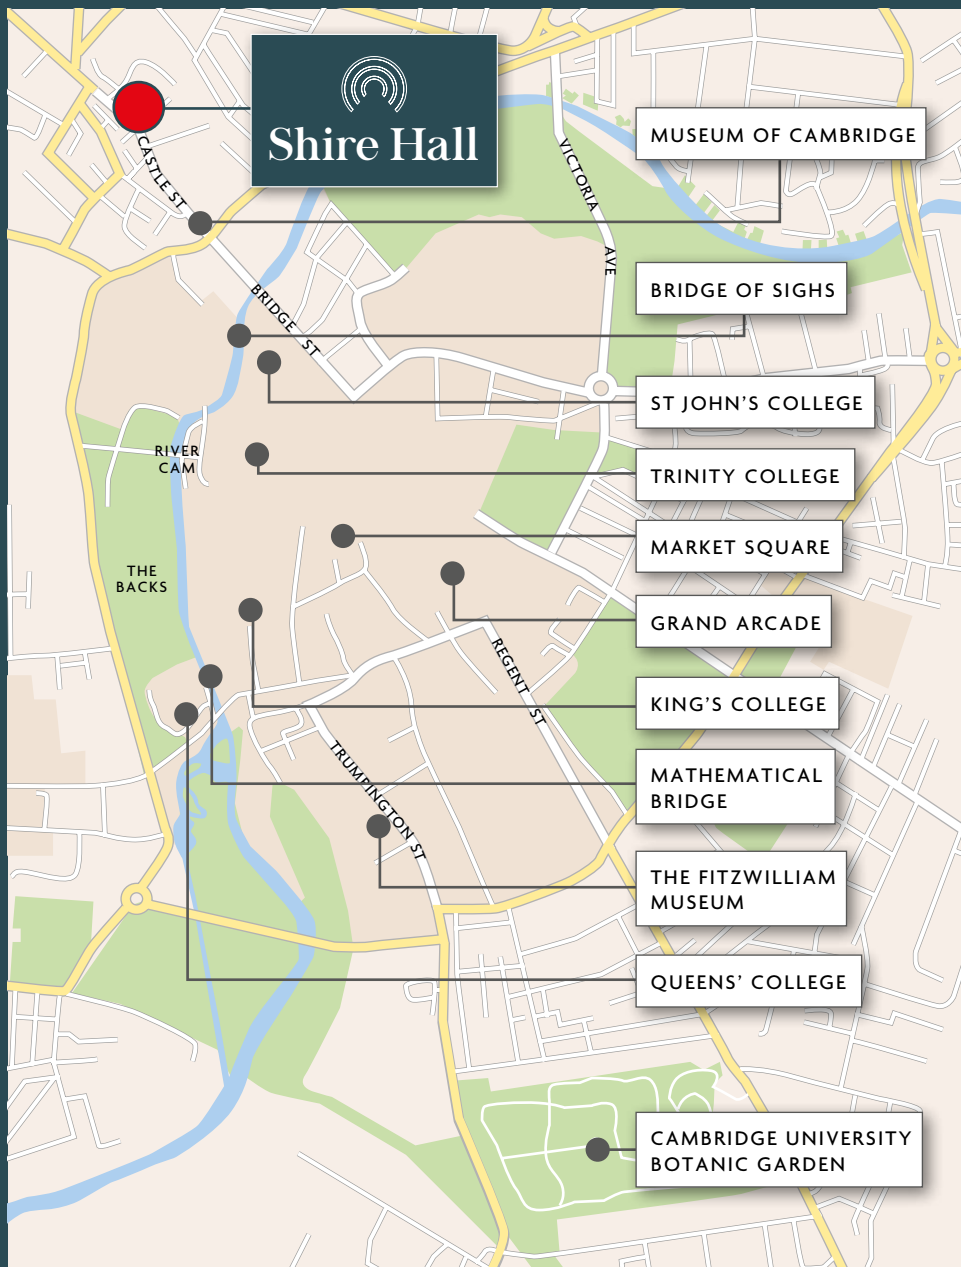 Shire Hall
MUSEUM OF CAMBRIDGE
CASTLE ST
VICTORIA AVE
BRIDGE OF SIGHS
BRIDGE ST
ST JOHN'S COLLEGE
RIVER
CAM
TRINITY COLLEGE
MARKET SQUARE
THE
BACKS
GRAND ARCADE
REGENT ST
KING'S COLLEGE
TRUMPINGTON ST
MATHEMATICAL
BRIDGE
THE FITZWILLIAM
MUSEUM
QUEENS' COLLEGE
CAMBRIDGE UNIVERSITY
BOTANIC GARDEN